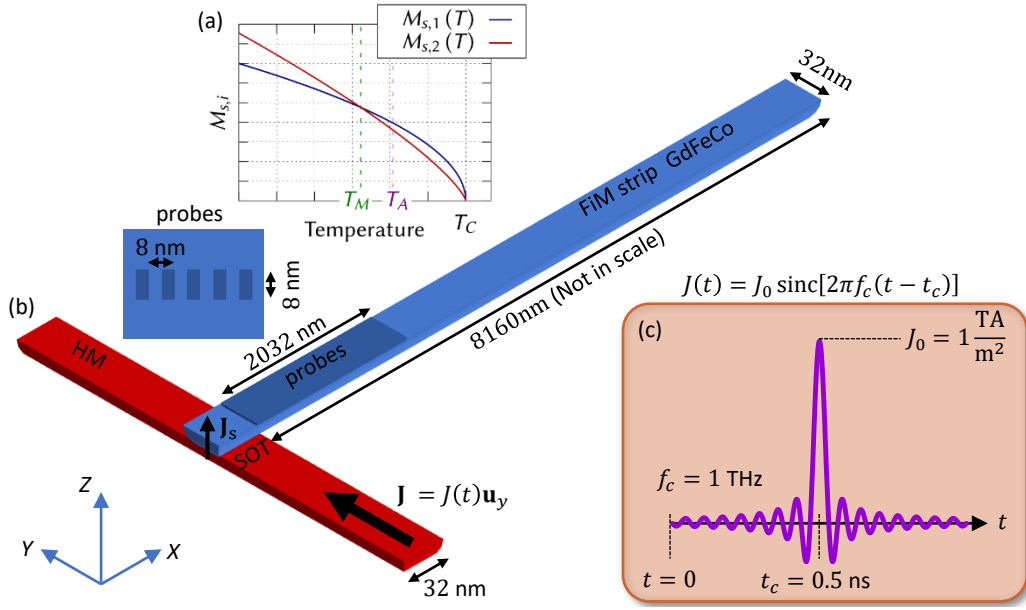 (a)
M_{s,1}(T)
M_{s,2}(T)
M_{s,i}
T_M
T_A
T_C
Temperature
probes
8 nm
8 nm
(b)
HM
2032 nm
probes
J_s
SOT
8160nm (Not in scale)
FiM strip GdFeCo
32nm
J = J(t)u_y
32 nm
Z
Y
X
J(t) = J_0 sinc[2πf_c(t − t_c)]
(c)
J_0 = 1 TA/m^2
f_c = 1 THz
t
t = 0
t_c = 0.5 ns